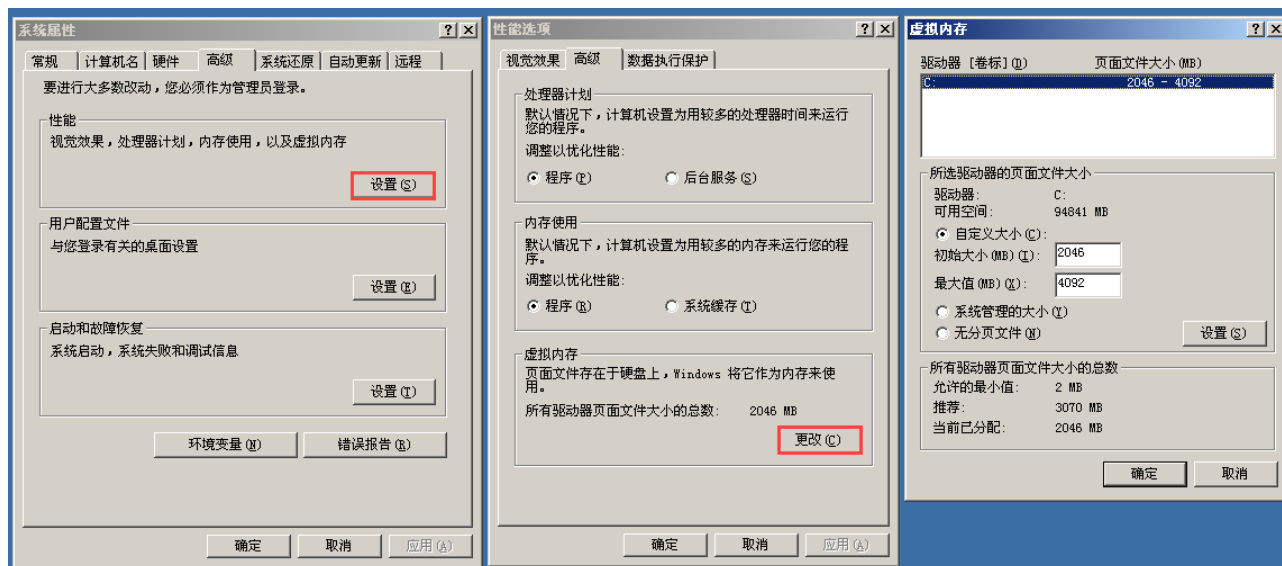 系统属性
常规 计算机名 硬件 高级 系统还原 自动更新 远程
要进行大多数改动，您必须作为管理员登录。
性能
视觉效果，处理器计划，内存使用，以及虚拟内存
设置(S)
用户配置文件
与您登录有关的桌面设置
设置(E)
启动和故障恢复
系统启动，系统失败和调试信息
设置(T)
环境变量(N) 错误报告(R)
确定 取消 应用(A)
性能选项
视觉效果 高级 数据执行保护
处理器计划
默认情况下，计算机设置为用较多的处理器时间来运行
您的程序。
调整以优化性能:
程序(P) 后台服务(S)
内存使用
默认情况下，计算机设置为用较多的内存来运行您的程
序。
调整以优化性能:
程序(R) 系统缓存(T)
虚拟内存
页面文件存在于硬盘上，Windows 将它作为内存来使
用。
所有驱动器页面文件大小的总数: 2046 MB
更改(C)
确定 取消 应用(A)
虚拟内存
驱动器 [卷标](D) 页面文件大小(MB)
C: 2046 - 4092
所选驱动器的页面文件大小
驱动器: C:
可用空间: 94841 MB
自定义大小(C):
初始大小(MB)(I): 2046
最大值(MB)(X): 4092
系统管理的大小(Y)
无分页文件(N) 设置(S)
所有驱动器页面文件大小的总数
允许的最小值: 2 MB
推荐: 3070 MB
当前已分配: 2046 MB
确定 取消